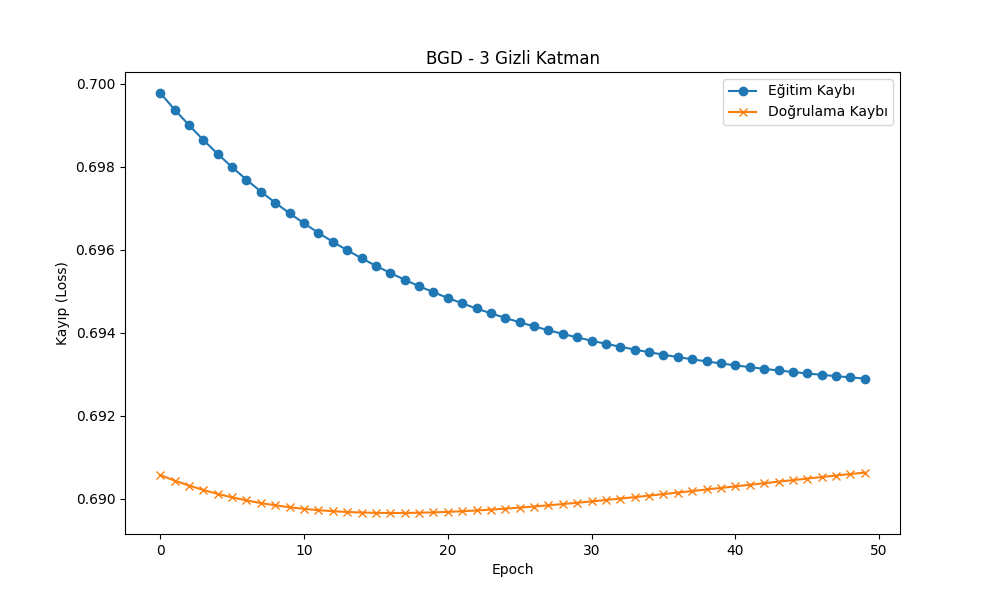 BGD - 3 Gizli Katman
Eğitim Kaybı
Doğrulama Kaybı
Kayıp (Loss)
0.700
0.698
0.696
0.694
0.692
0.690
0 10 20 30 40 50
Epoch